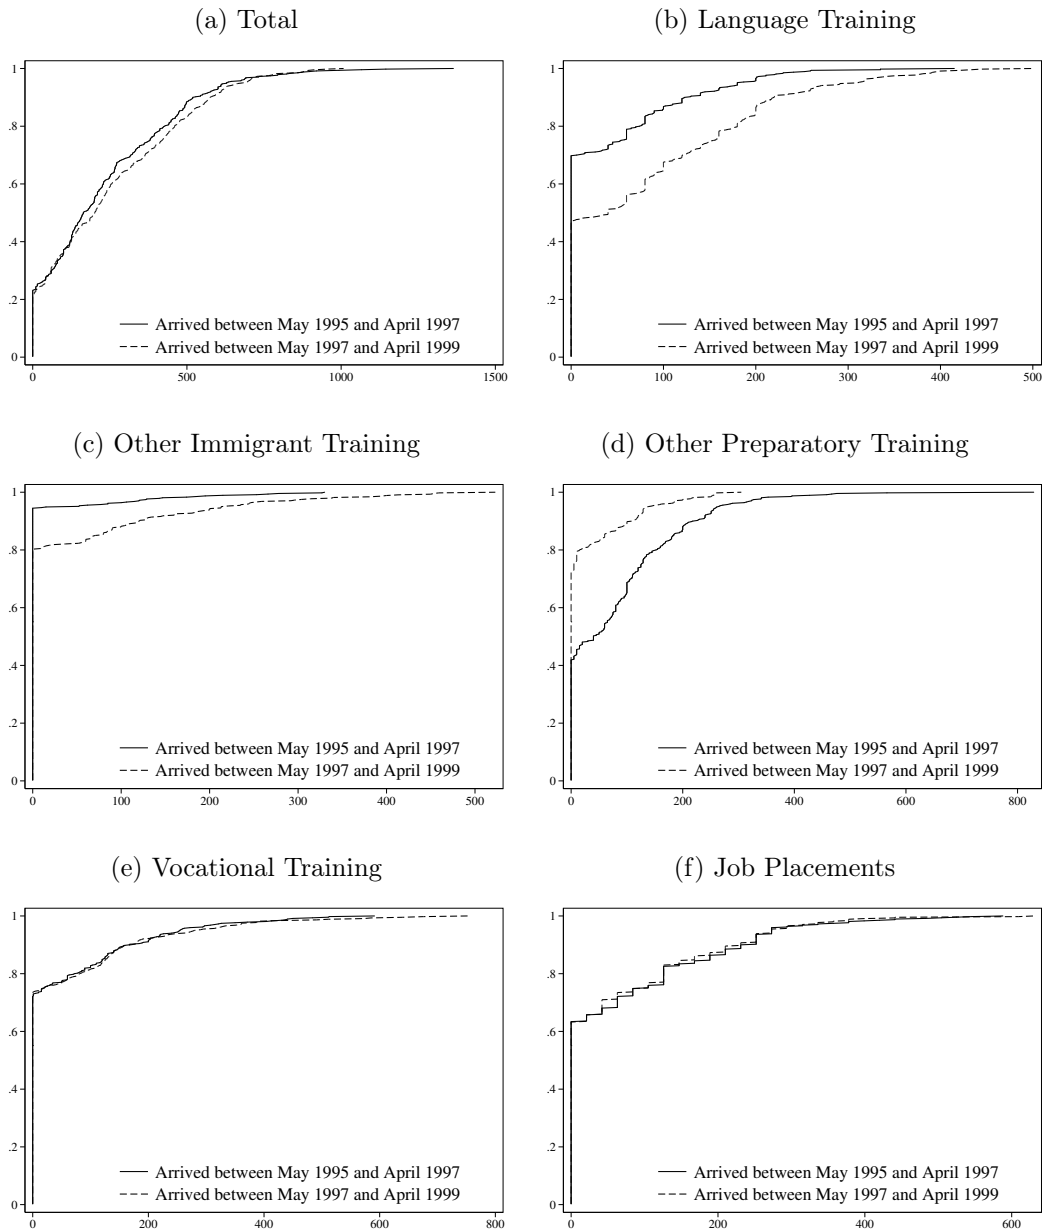 (a) Total
(b) Language Training
1
.8
.6
.4
.2
0
0 500 1000 1500
Arrived between May 1995 and April 1997
Arrived between May 1997 and April 1999
1
.8
.6
.4
.2
0
0 100 200 300 400 500
Arrived between May 1995 and April 1997
Arrived between May 1997 and April 1999
(c) Other Immigrant Training
(d) Other Preparatory Training
1
.8
.6
.4
.2
0
0 100 200 300 400 500
Arrived between May 1995 and April 1997
Arrived between May 1997 and April 1999
1
.8
.6
.4
.2
0
0 200 400 600 800
Arrived between May 1995 and April 1997
Arrived between May 1997 and April 1999
(e) Vocational Training
(f) Job Placements
1
.8
.6
.4
.2
0
0 200 400 600 800
Arrived between May 1995 and April 1997
Arrived between May 1997 and April 1999
1
.8
.6
.4
.2
0
0 200 400 600
Arrived between May 1995 and April 1997
Arrived between May 1997 and April 1999